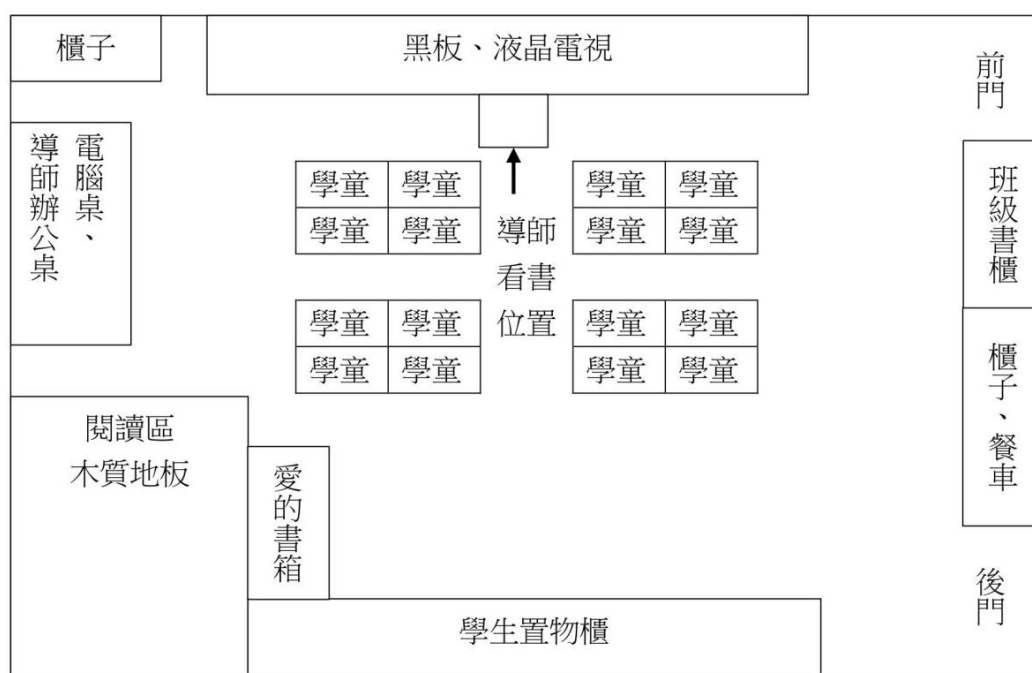 櫃子
黑板、液晶電視
前門
電腦桌、
導師辦公桌
學童 學童
學童 學童
學童 學童
學童 學童
導師
看書
位置
班級書櫃
學童 學童
學童 學童
學童 學童
學童 學童
櫃子、餐車
閱讀區
木質地板
愛的書箱
後門
學生置物櫃